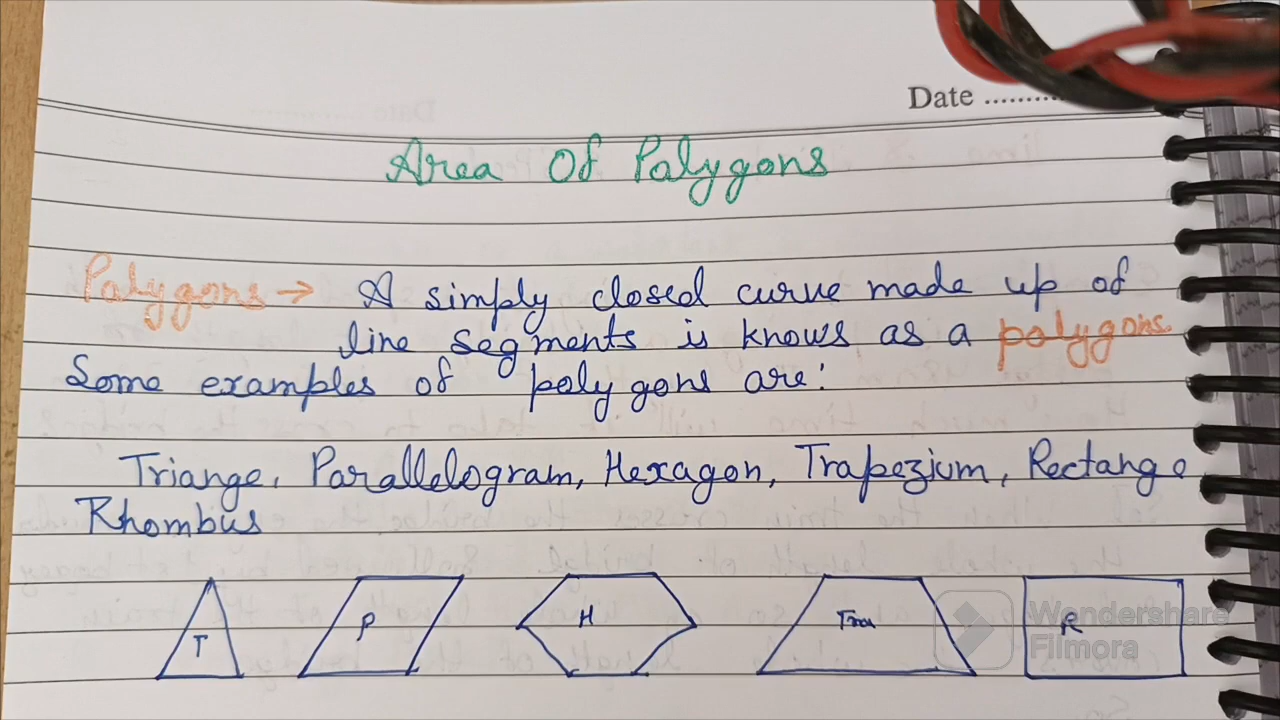 Date ..........
Area Of Polygons
Polygons → A simply closed curve made up of
line segments is knows as a polygons.
Some examples of polygons are:
Triange, Parallelogram, Hexagon, Trapezium, Rectange
Rhombus
T P H Tra R
Wondershare
Filmora